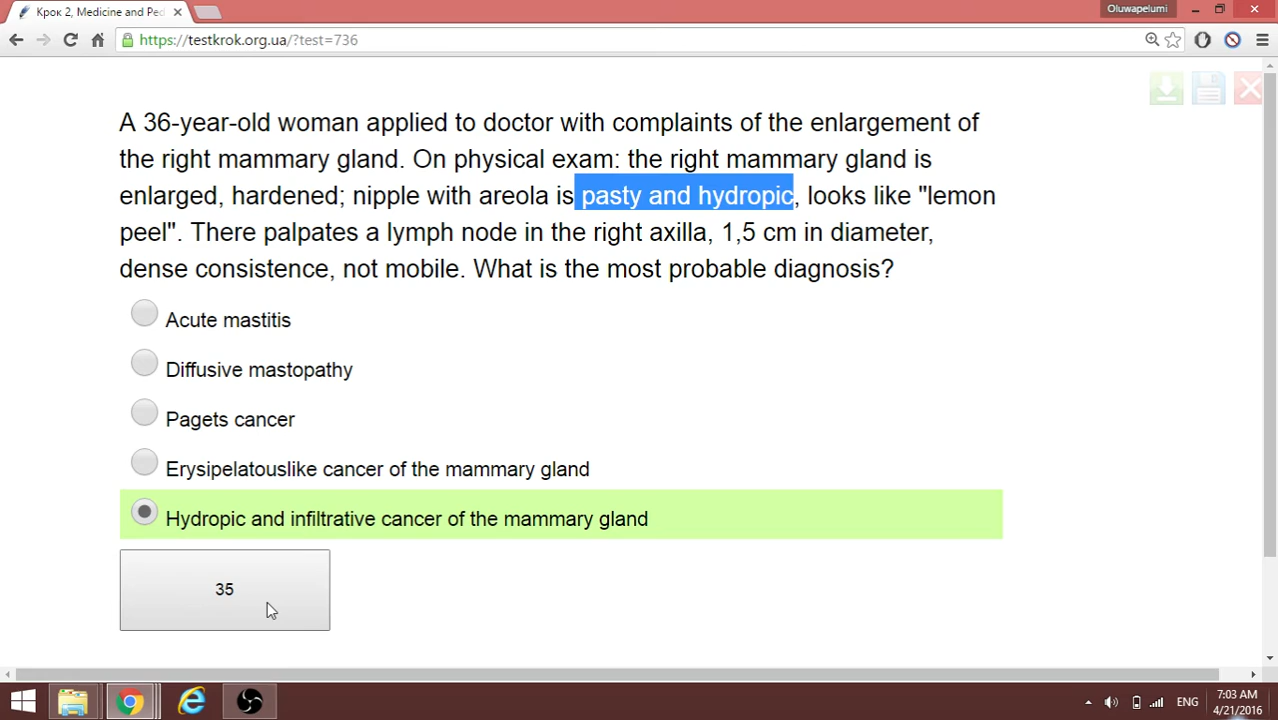 Крок 2, Medicine and Ped
Oluwapelumi
https://testkrok.org.ua/?test=736
A 36-year-old woman applied to doctor with complaints of the enlargement of
the right mammary gland. On physical exam: the right mammary gland is
enlarged, hardened; nipple with areola is pasty and hydropic, looks like "lemon
peel". There palpates a lymph node in the right axilla, 1,5 cm in diameter,
dense consistence, not mobile. What is the most probable diagnosis?
Acute mastitis
Diffusive mastopathy
Pagets cancer
Erysipelatouslike cancer of the mammary gland
Hydropic and infiltrative cancer of the mammary gland
35
ENG
7:03 AM
4/21/2016